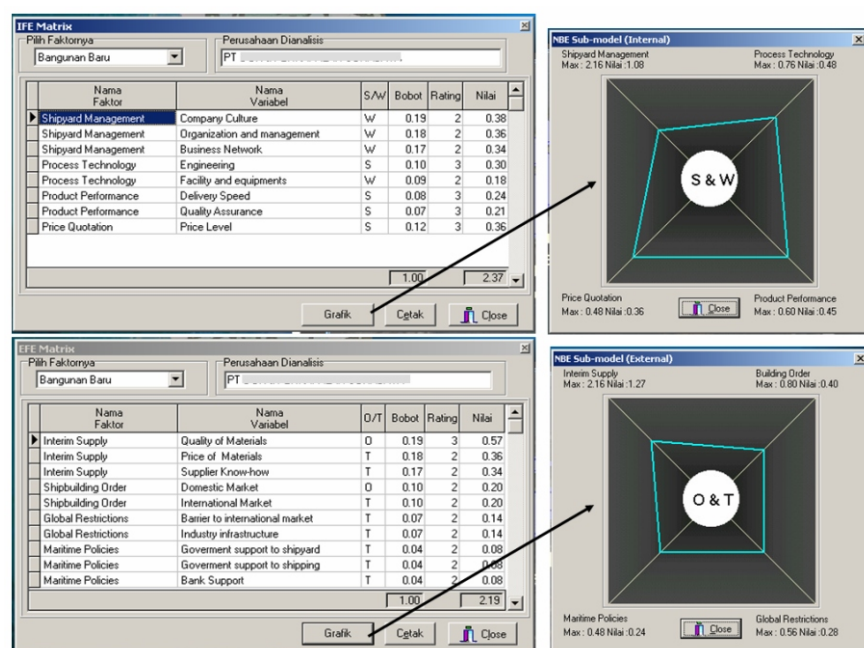 IFE Matrix
Pilih Faktornya
Perusahaan Dianalisis
Bangunan Baru
PT
Nama Faktor Nama Variabel S/W Bobot Rating Nilai
Shipyard Management Company Culture W 0.19 2 0.38
Shipyard Management Organization and management W 0.18 2 0.36
Shipyard Management Business Network W 0.17 2 0.34
Process Technology Engineering S 0.10 3 0.30
Process Technology Facility and equipments W 0.09 2 0.18
Product Performance Delivery Speed S 0.08 3 0.24
Product Performance Quality Assurance S 0.07 3 0.21
Price Quotation Price Level S 0.12 3 0.36
1.00 2.37
Grafik Cetak Close
NBE Sub-model (Internal)
Shipyard Management Process Technology
Max : 2.16 Nilai :1.08 Max : 0.76 Nilai :0.48
S & W
Price Quotation Product Performance
Max : 0.48 Nilai :0.36 Close Max : 0.60 Nilai :0.45
EFE Matrix
Pilih Faktornya
Perusahaan Dianalisis
Bangunan Baru
PT
Nama Faktor Nama Variabel O/T Bobot Rating Nilai
Interim Supply Quality of Materials O 0.19 3 0.57
Interim Supply Price of Materials T 0.18 2 0.36
Interim Supply Supplier Know-how T 0.17 2 0.34
Shipbuilding Order Domestic Market O 0.10 2 0.20
Shipbuilding Order International Market T 0.10 2 0.20
Global Restrictions Barrier to international market T 0.07 2 0.14
Global Restrictions Industry infrastructure T 0.07 2 0.14
Maritime Policies Goverment support to shipyard T 0.04 2 0.08
Maritime Policies Goverment support to shipping T 0.04 2 0.08
Maritime Policies Bank Support T 0.04 2 0.08
1.00 2.19
Grafik Cetak Close
NBE Sub-model (External)
Interim Supply Building Order
Max : 2.16 Nilai :1.27 Max : 0.80 Nilai :0.40
O & T
Maritime Policies Global Restrictions
Max : 0.48 Nilai :0.24 Close Max : 0.56 Nilai :0.28